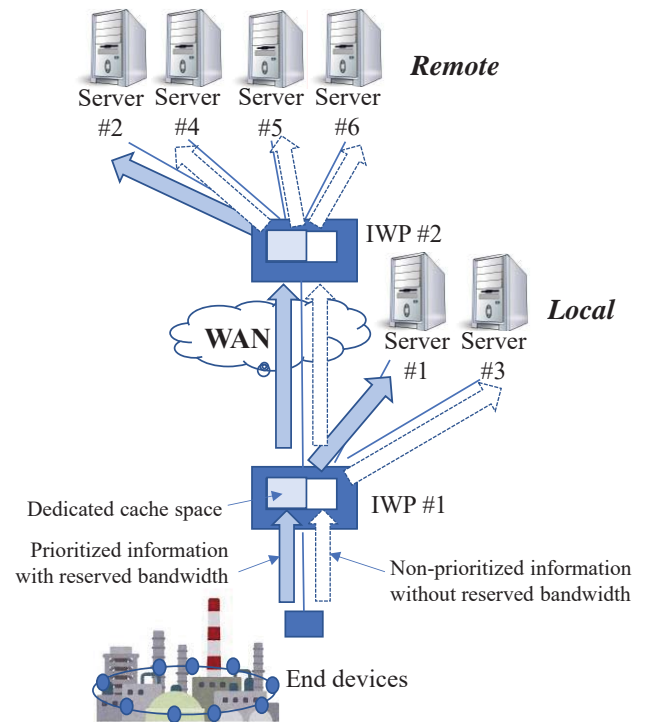 Remote
Server
#2
Server
#4
Server
#5
Server
#6
IWP #2
Local
WAN
Server
#1
Server
#3
Dedicated cache space
IWP #1
Prioritized information
with reserved bandwidth
Non-prioritized information
without reserved bandwidth
End devices